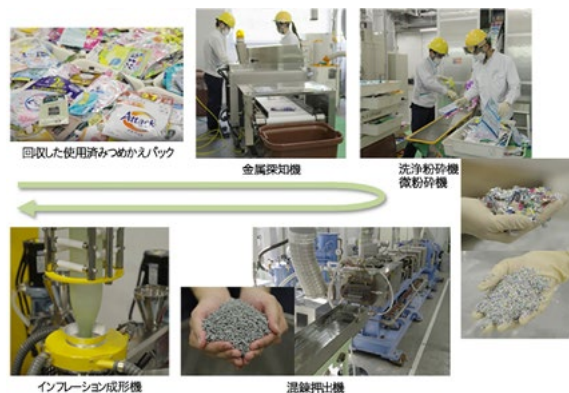 Attack
回収した使用済みつめかえパック
金属探知機
洗浄粉砕機
微粉砕機
インフレーション成形機
混錬押出機